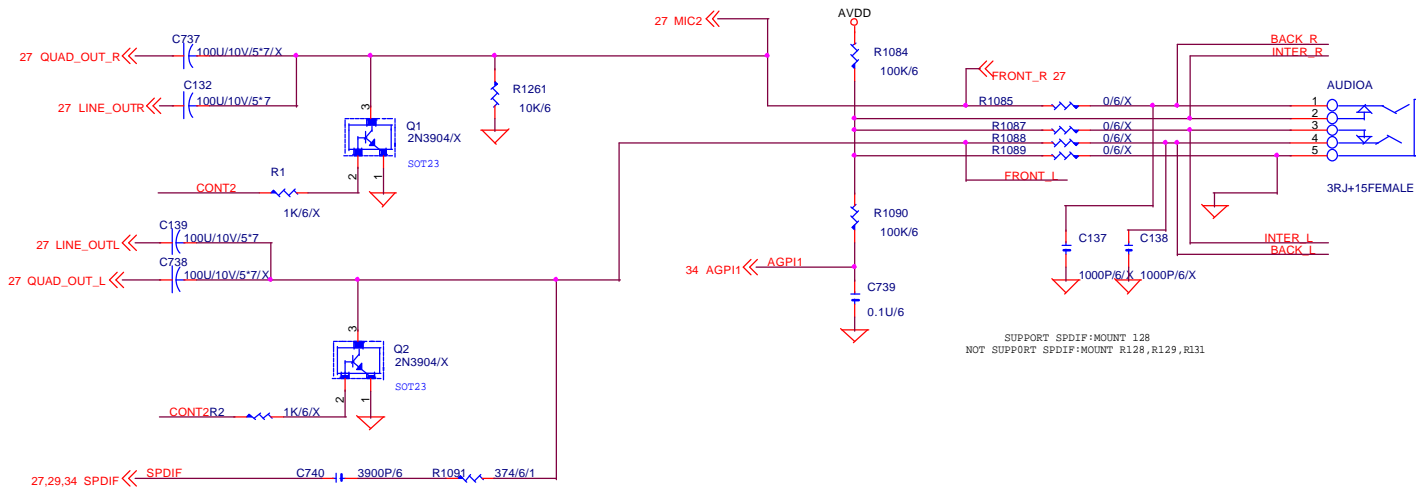 27 MIC2
AVDD
C737
100U/10V/5*7/X
27 QUAD_OUT_R
C132
100U/10V/5*7
27 LINE_OUTR
R1261
10K/6
3
Q1
2N3904/X
SOT23
2
1
R1
CONT2
1K/6/X
R1084
100K/6
FRONT_R 27
BACK_R
INTER_R
AUDIOA
R1085
0/6/X
1
2
R1087
0/6/X
3
R1088
0/6/X
4
R1089
0/6/X
5
FRONT_L
3RJ+15FEMALE
R1090
100K/6
C137
C138
INTER_L
BACK_L
1000P/6/X
1000P/6/X
C139
100U/10V/5*7
27 LINE_OUTL
C738
100U/10V/5*7/X
27 QUAD_OUT_L
34 AGPI1
AGPI1
C739
0.1U/6
3
Q2
2N3904/X
SOT23
2
1
CONT2
R2
1K/6/X
SUPPORT SPDIF:MOUNT 128
NOT SUPPORT SPDIF:MOUNT R128,R129,R131
27,29,34 SPDIF
SPDIF
C740
3900P/6
R1091
374/6/1